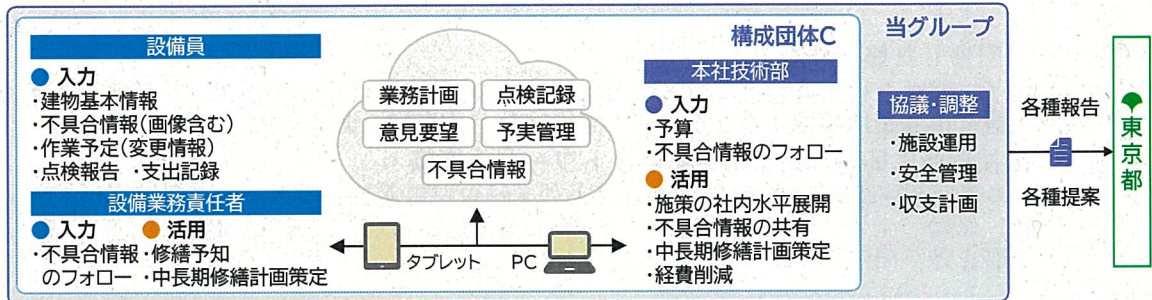 構成団体C
設備員
●入力
・建物基本情報
・不具合情報(画像含む)
・作業予定(変更情報)
・点検報告 ・支出記録
設備業務責任者
●入力 ●活用
・不具合情報 ・修繕予知
のフォロー ・中長期修繕計画策定
業務計画 点検記録
意見要望 予実管理
不具合情報
タブレット PC
本社技術部
●入力
・予算
・不具合情報のフォロー
●活用
・施策の社内水平展開
・不具合情報の共有
・中長期修繕計画策定
・経費削減
当グループ
協議・調整
・施設運用
・安全管理
・収支計画
各種報告
各種提案
東京都